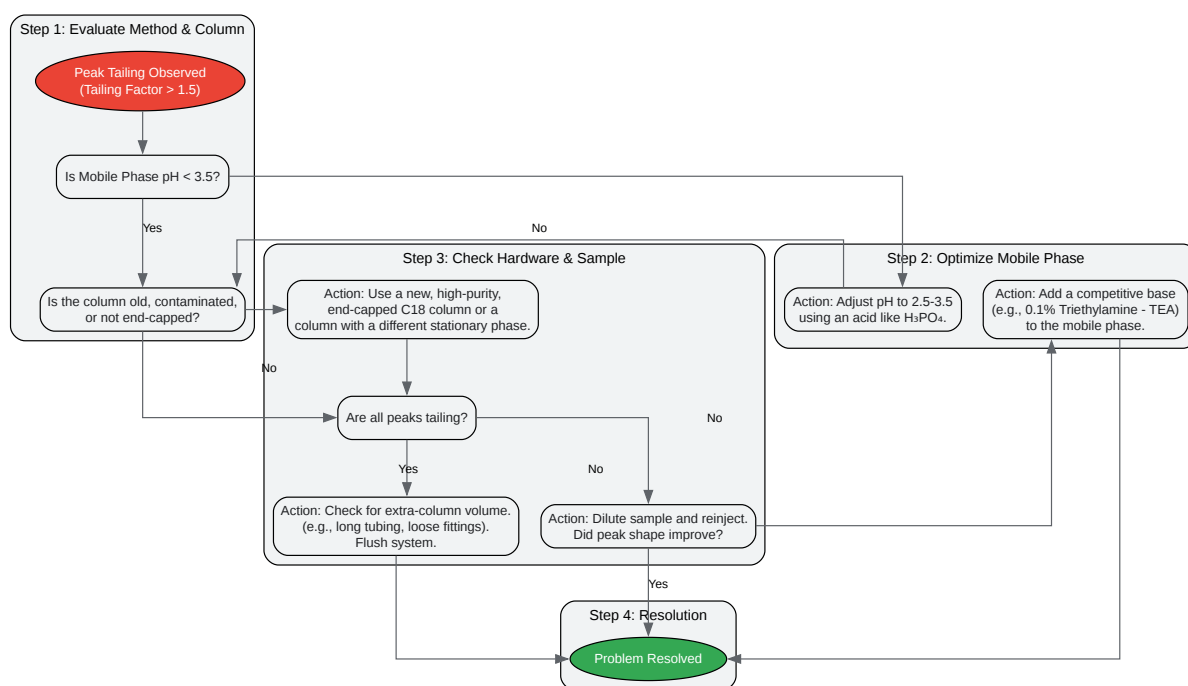 Step 1: Evaluate Method & Column
Peak Tailing Observed
(Tailing Factor > 1.5)
Is Mobile Phase pH < 3.5?
Yes
No
Is the column old, contaminated,
or not end-capped?
No
Step 3: Check Hardware & Sample
Action: Use a new, high-purity,
end-capped C18 column or a
column with a different stationary phase.
Are all peaks tailing?
No
Yes
No
Action: Check for extra-column volume.
(e.g., long tubing, loose fittings).
Flush system.
Action: Dilute sample and reinject.
Did peak shape improve?
Yes
Step 2: Optimize Mobile Phase
Action: Adjust pH to 2.5-3.5
using an acid like H₃PO₄.
Action: Add a competitive base
(e.g., 0.1% Triethylamine - TEA)
to the mobile phase.
Step 4: Resolution
Problem Resolved